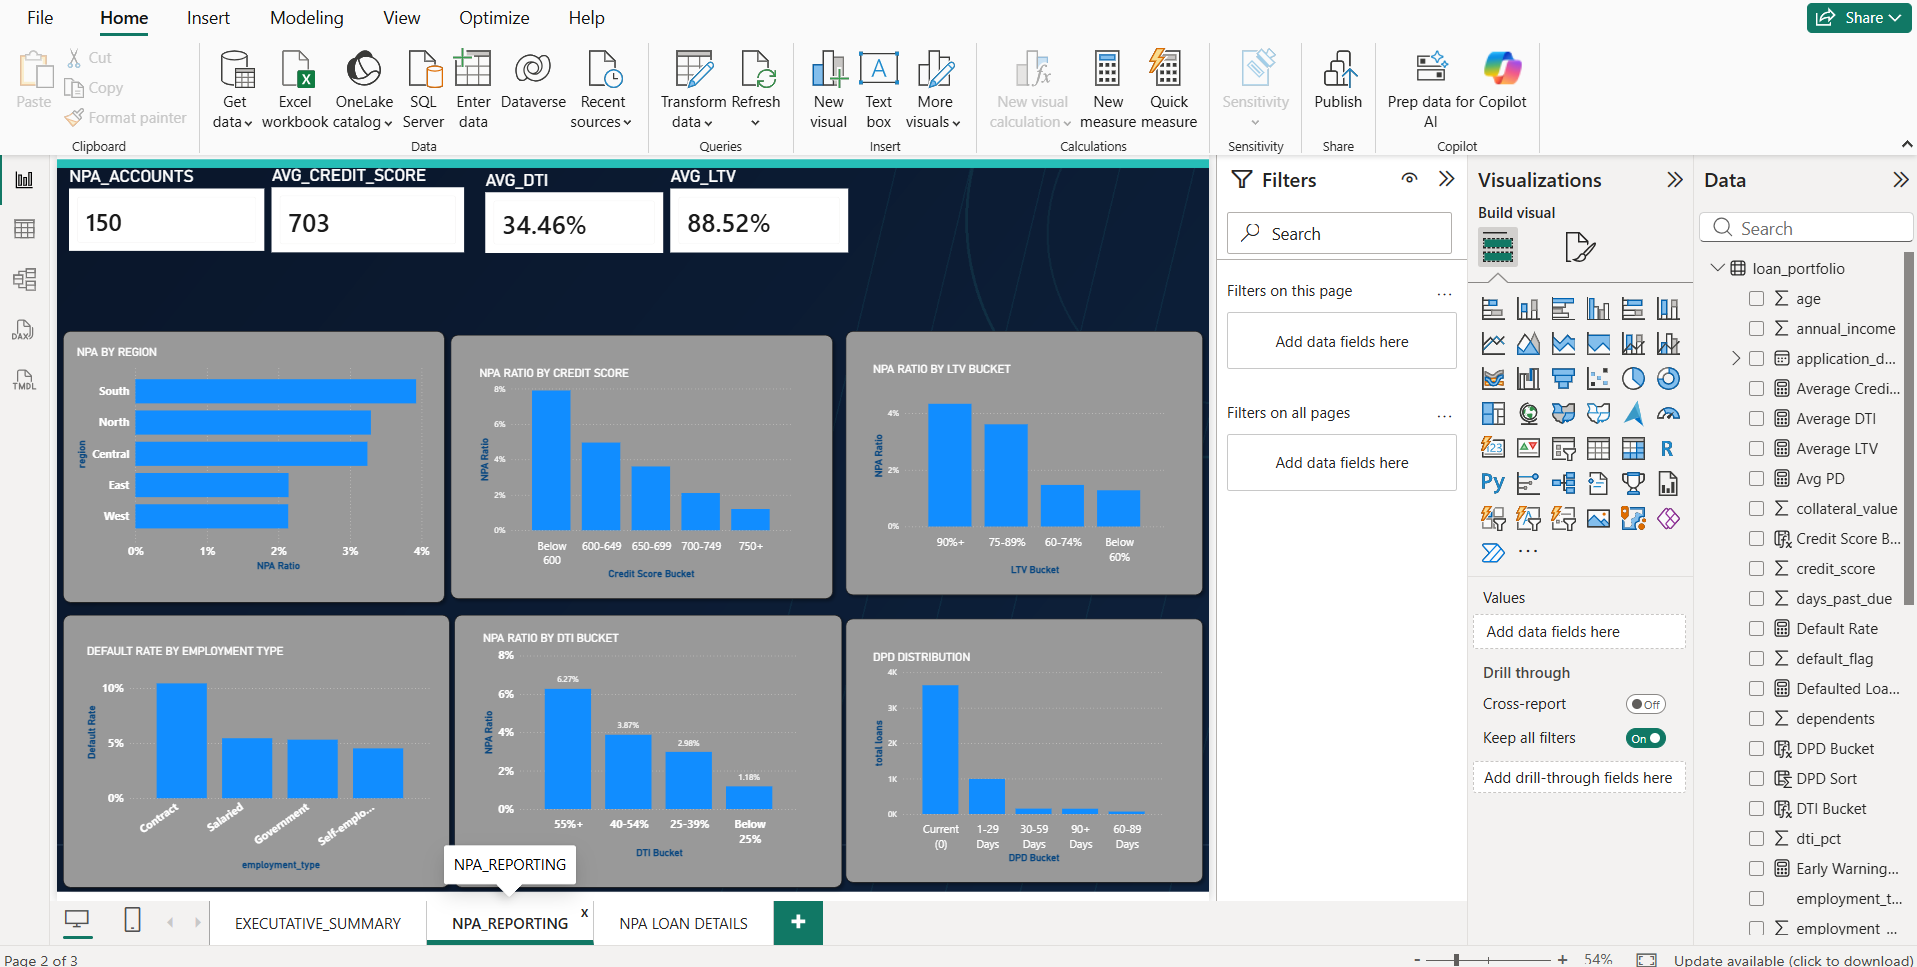 File Home Insert Modeling View Optimize Help
Share
Paste
Cut
Copy
Format painter
Clipboard
Get data
Excel workbook
OneLake catalog
SQL Server
Enter data
Dataverse
Recent sources
Data
Transform data
Refresh
Queries
New visual
Text box
More visuals
Insert
New visual calculation
New measure
Quick measure
Calculations
Sensitivity
Sensitivity
Publish
Share
Prep data for AI
Copilot
Copilot
DAX
TMDL
NPA_ACCOUNTS
150
AVG_CREDIT_SCORE
703
AVG_DTI
34.46%
AVG_LTV
88.52%
NPA BY REGION
region
South
North
Central
East
West
0% 1% 2% 3% 4%
NPA Ratio
NPA RATIO BY CREDIT SCORE
NPA Ratio
8%
6%
4%
2%
0%
Below 600
600-649
650-699
700-749
750+
Credit Score Bucket
NPA RATIO BY LTV BUCKET
NPA Ratio
4%
2%
0%
90%+
75-89%
60-74%
Below 60%
LTV Bucket
DEFAULT RATE BY EMPLOYMENT TYPE
Default Rate
10%
5%
0%
Contract
Salaried
Government
Self-emplo...
employment_type
NPA RATIO BY DTI BUCKET
NPA Ratio
8%
6%
4%
2%
0%
6.27%
3.87%
2.98%
1.18%
55%+
40-54%
25-39%
Below 25%
DTI Bucket
DPD DISTRIBUTION
total loans
4K
3K
2K
1K
0K
Current (0)
1-29 Days
30-59 Days
90+ Days
60-89 Days
DPD Bucket
NPA_REPORTING
Filters
Search
Filters on this page
...
Add data fields here
Filters on all pages
...
Add data fields here
Visualizations
Build visual
123
R
Py
...
Values
Add data fields here
Drill through
Cross-report
Off
Keep all filters
On
Add drill-through fields here
Data
Search
loan_portfolio
age
annual_income
application_d...
Average Credi...
Average DTI
Average LTV
Avg PD
collateral_value
Credit Score B...
credit_score
days_past_due
Default Rate
default_flag
Defaulted Loa...
dependents
DPD Bucket
DPD Sort
DTI Bucket
dti_pct
Early Warning...
employment_t...
employment_...
EXECUTIVE_SUMMARY
NPA_REPORTING
x
NPA LOAN DETAILS
+
Page 2 of 3
- + 54%
Update available (click to download)